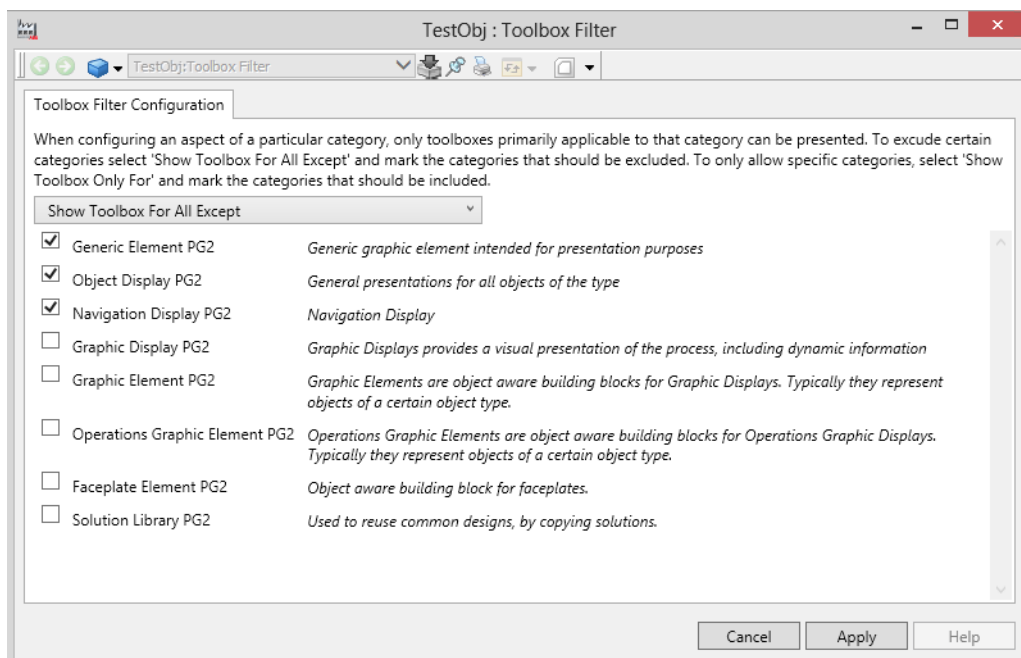 TestObj : Toolbox Filter
TestObj:Toolbox Filter
Toolbox Filter Configuration
When configuring an aspect of a particular category, only toolboxes primarily applicable to that category can be presented. To excude certain
categories select 'Show Toolbox For All Except' and mark the categories that should be excluded. To only allow specific categories, select 'Show
Toolbox Only For' and mark the categories that should be included.
Show Toolbox For All Except
Generic Element PG2 Generic graphic element intended for presentation purposes
Object Display PG2 General presentations for all objects of the type
Navigation Display PG2 Navigation Display
Graphic Display PG2 Graphic Displays provides a visual presentation of the process, including dynamic information
Graphic Element PG2 Graphic Elements are object aware building blocks for Graphic Displays. Typically they represent
objects of a certain object type.
Operations Graphic Element PG2 Operations Graphic Elements are object aware building blocks for Operations Graphic Displays.
Typically they represent objects of a certain object type.
Faceplate Element PG2 Object aware building block for faceplates.
Solution Library PG2 Used to reuse common designs, by copying solutions.
Cancel Apply Help